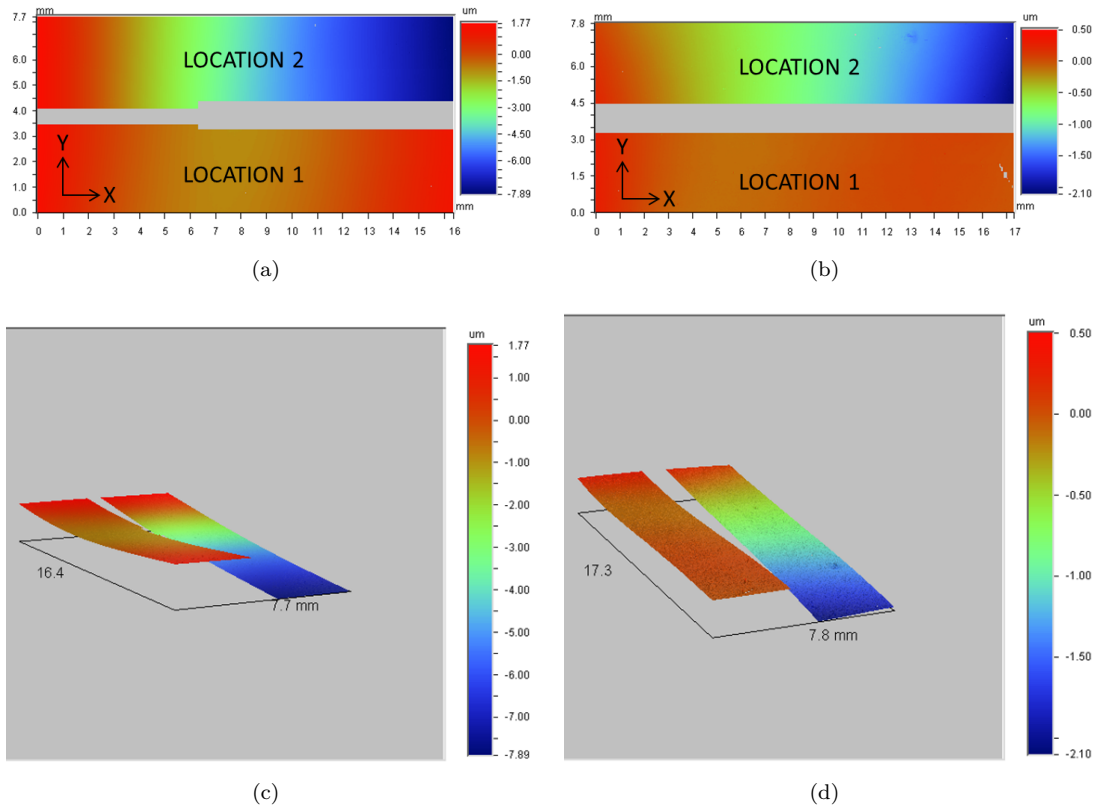 mm
7.7
6.0
5.0
4.0
3.0
2.0
1.0
0.0
LOCATION 2
LOCATION 1
Y
X
0 1 2 3 4 5 6 7 8 9 10 11 12 13 14 15 16
um
1.77
0.00
-1.50
-3.00
-4.50
-6.00
-7.89
mm
(a)
mm
7.8
6.0
4.5
3.0
1.5
0.0
LOCATION 2
LOCATION 1
Y
X
0 1 2 3 4 5 6 7 8 9 10 11 12 13 14 15 16 17
um
0.50
0.00
-0.50
-1.00
-1.50
-2.10
mm
(b)
16.4
7.7 mm
um
1.77
1.00
0.00
-1.00
-2.00
-3.00
-4.00
-5.00
-6.00
-7.00
-7.89
(c)
17.3
7.8 mm
um
0.50
0.00
-0.50
-1.00
-1.50
-2.10
(d)